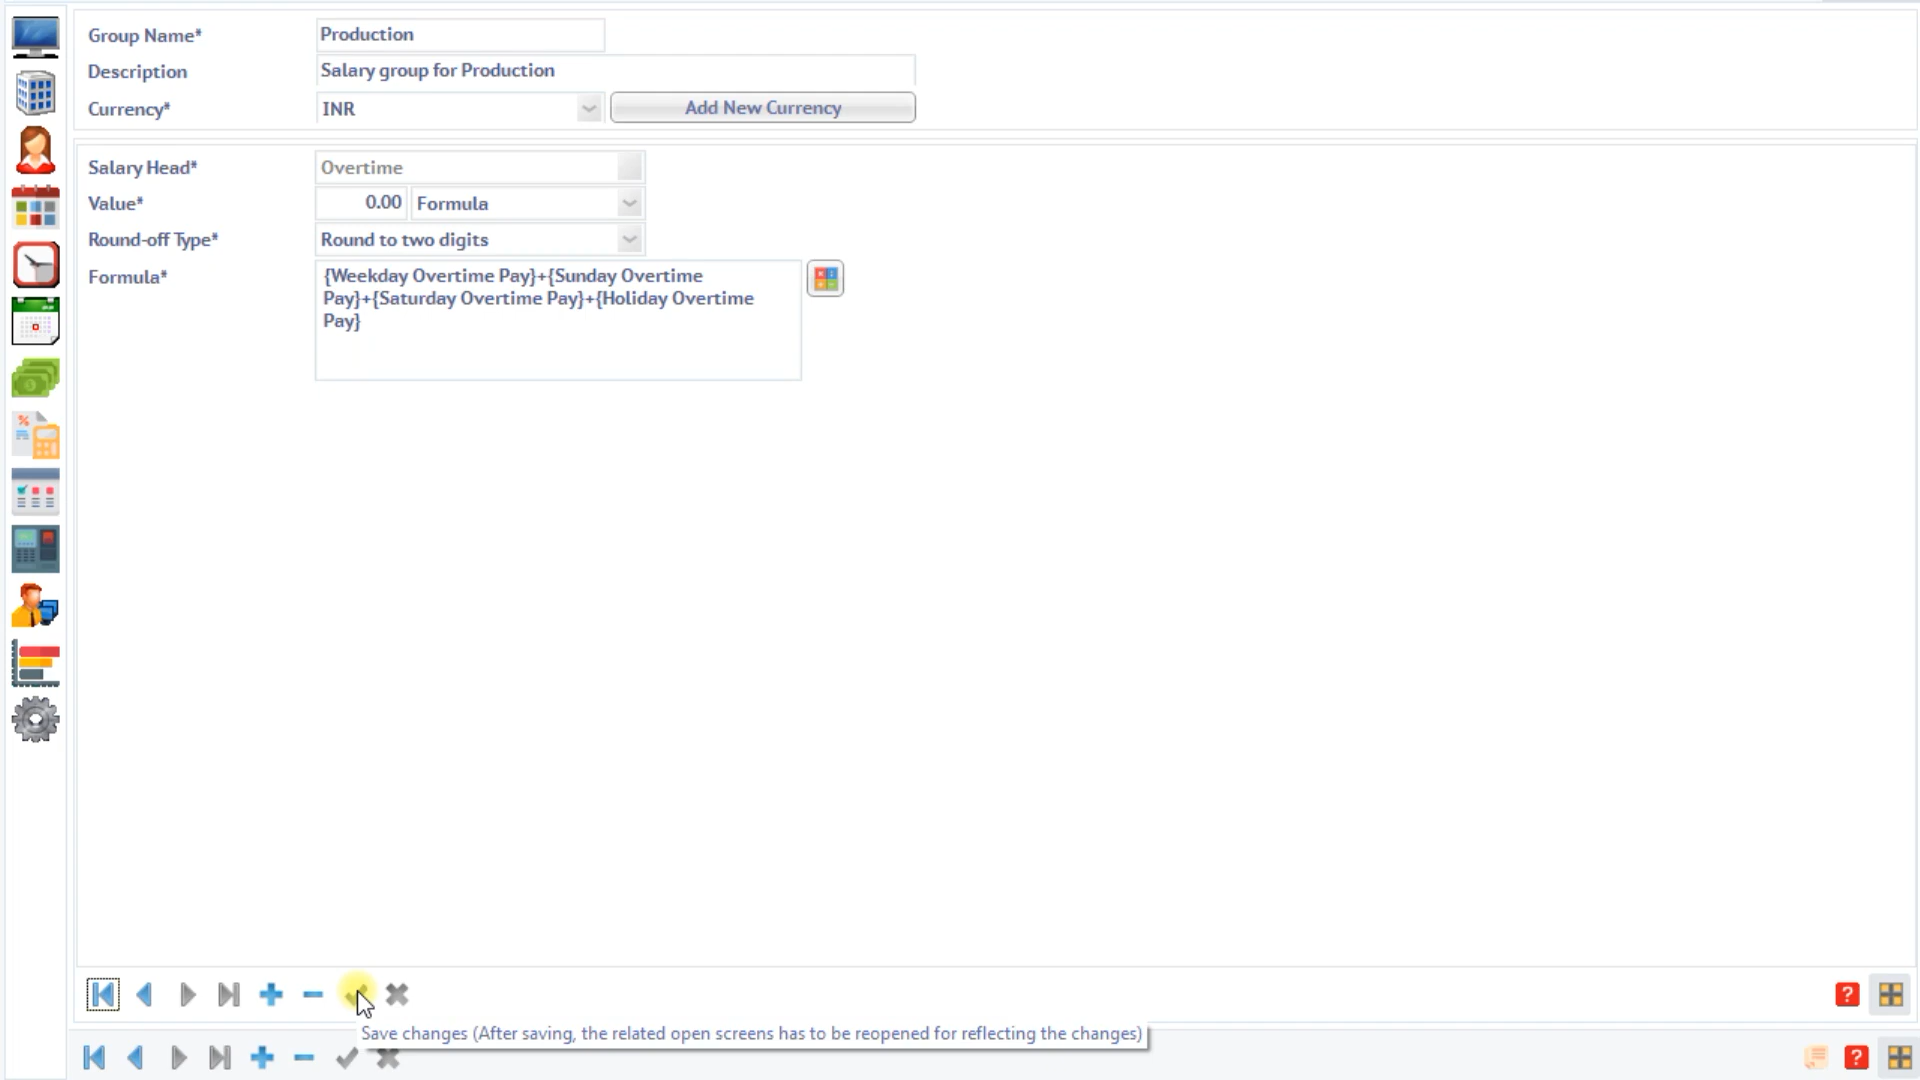 Group Name*
Production
Description
Salary group for Production
Currency*
INR
Add New Currency
Salary Head*
Overtime
Value*
0.00
Formula
Round-off Type*
Round to two digits
Formula*
{Weekday Overtime Pay}+{Sunday Overtime
Pay}+{Saturday Overtime Pay}+{Holiday Overtime
Pay}
Save changes (After saving, the related open screens has to be reopened for reflecting the changes)